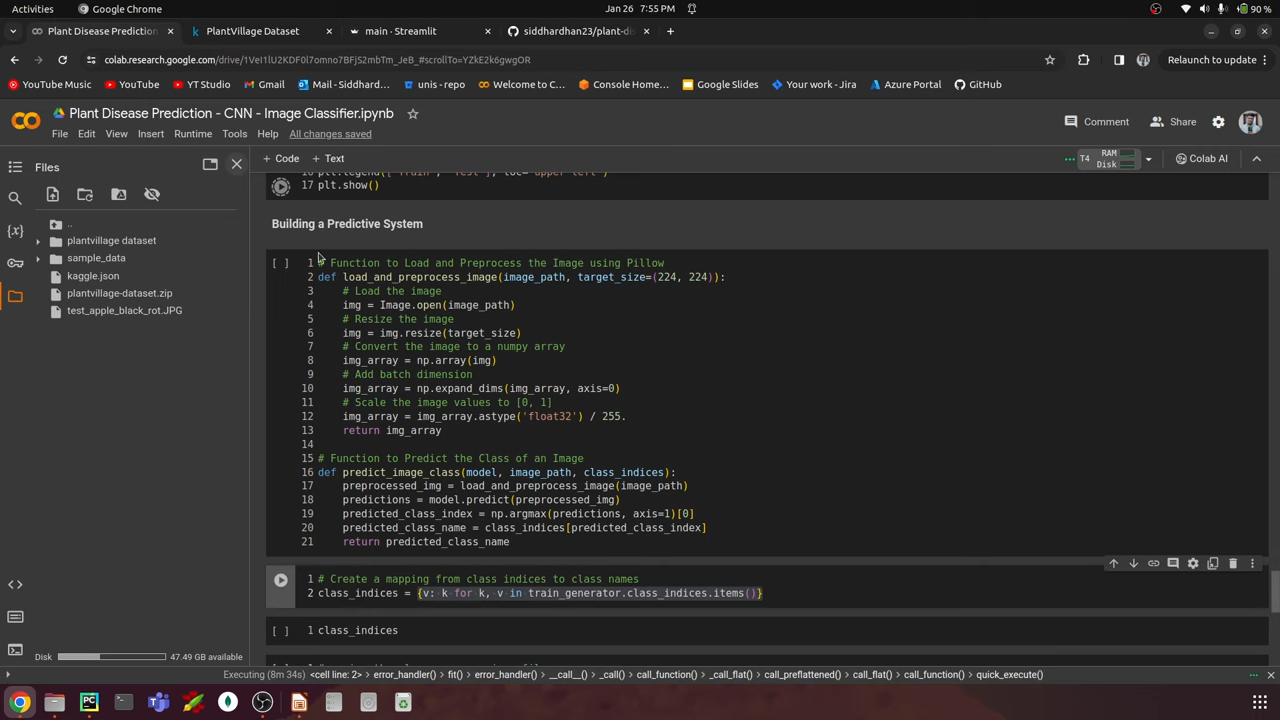 Activities
Google Chrome
Jan 26 7:55 PM
90 %
Plant Disease Prediction
PlantVillage Dataset
main · Streamlit
siddhardhan23/plant-dis
colab.research.google.com/drive/1VeI1lU2KDF0l7omno7BFjS2mbTm_JeB_#scrollTo=YZkE2k6gwgOR
Relaunch to update
YouTube Music
YouTube
YT Studio
Gmail
Mail - Siddhard...
unis - repo
Welcome to C...
Console Home...
Google Slides
Your work - Jira
Azure Portal
GitHub
Plant Disease Prediction - CNN - Image Classifier.ipynb
File Edit View Insert Runtime Tools Help All changes saved
Comment
Share
Files
+ Code + Text
T4 RAM
Disk
Colab AI
..
plantvillage dataset
sample_data
kaggle.json
plantvillage-dataset.zip
test_apple_black_rot.JPG
17 plt.show()
Building a Predictive System
[ ] 1 # Function to Load and Preprocess the Image using Pillow
2 def load_and_preprocess_image(image_path, target_size=(224, 224)):
3 # Load the image
4 img = Image.open(image_path)
5 # Resize the image
6 img = img.resize(target_size)
7 # Convert the image to a numpy array
8 img_array = np.array(img)
9 # Add batch dimension
10 img_array = np.expand_dims(img_array, axis=0)
11 # Scale the image values to [0, 1]
12 img_array = img_array.astype('float32') / 255.
13 return img_array
14
15 # Function to Predict the Class of an Image
16 def predict_image_class(model, image_path, class_indices):
17 preprocessed_img = load_and_preprocess_image(image_path)
18 predictions = model.predict(preprocessed_img)
19 predicted_class_index = np.argmax(predictions, axis=1)[0]
20 predicted_class_name = class_indices[predicted_class_index]
21 return predicted_class_name
1 # Create a mapping from class indices to class names
2 class_indices = {v: k for k, v in train_generator.class_indices.items()}
[ ] 1 class_indices
Disk
47.49 GB available
Executing (8m 34s) <cell line: 2> > error_handler() > fit() > error_handler() > __call__() > _call() > call_function() > _call_flat() > call_preflattened() > call_flat() > call_function() > quick_execute()